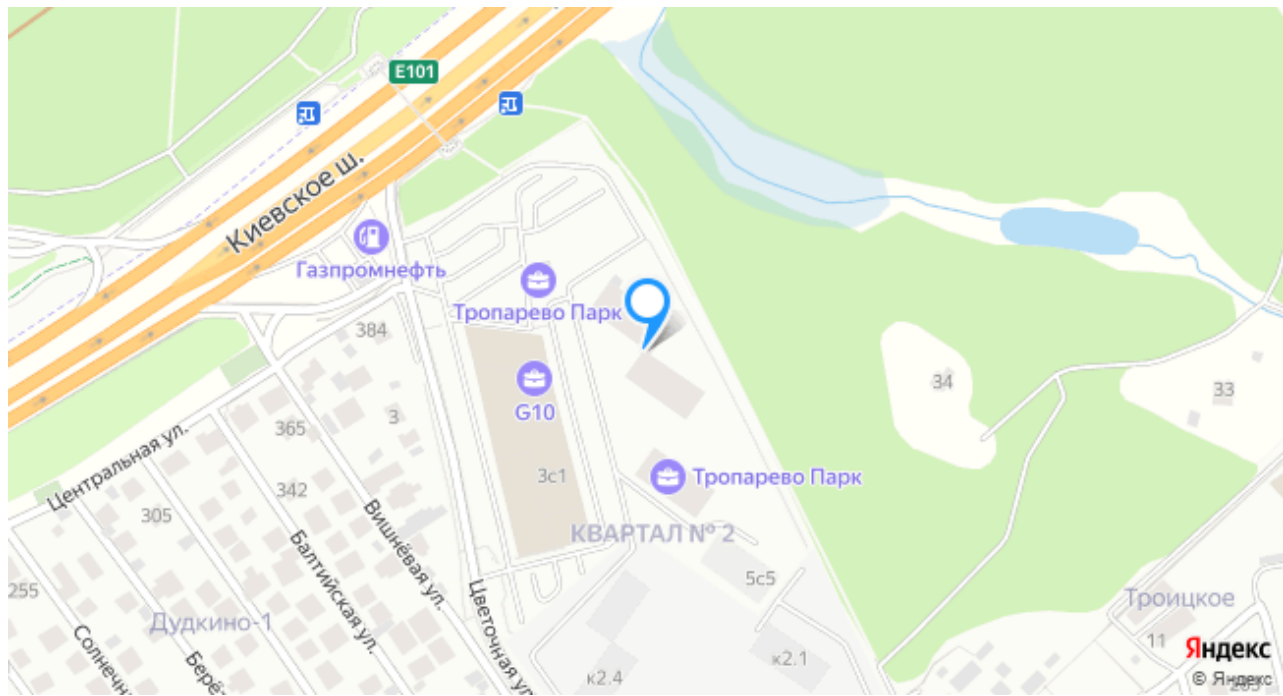 E101
Киевское ш.
Газпромнефть
Тропарево Парк
384
G10
34
33
3
365
Центральная ул.
3с1
Тропарево Парк
342
305
Вишнёвая ул.
КВАРТАЛ № 2
Балтийская ул.
5с5
255
Цветочная ул.
Троицкое
Дудкино-1
11
Солнечн
Берёз
к2.1
к2.4
Яндекс
© Яндекс